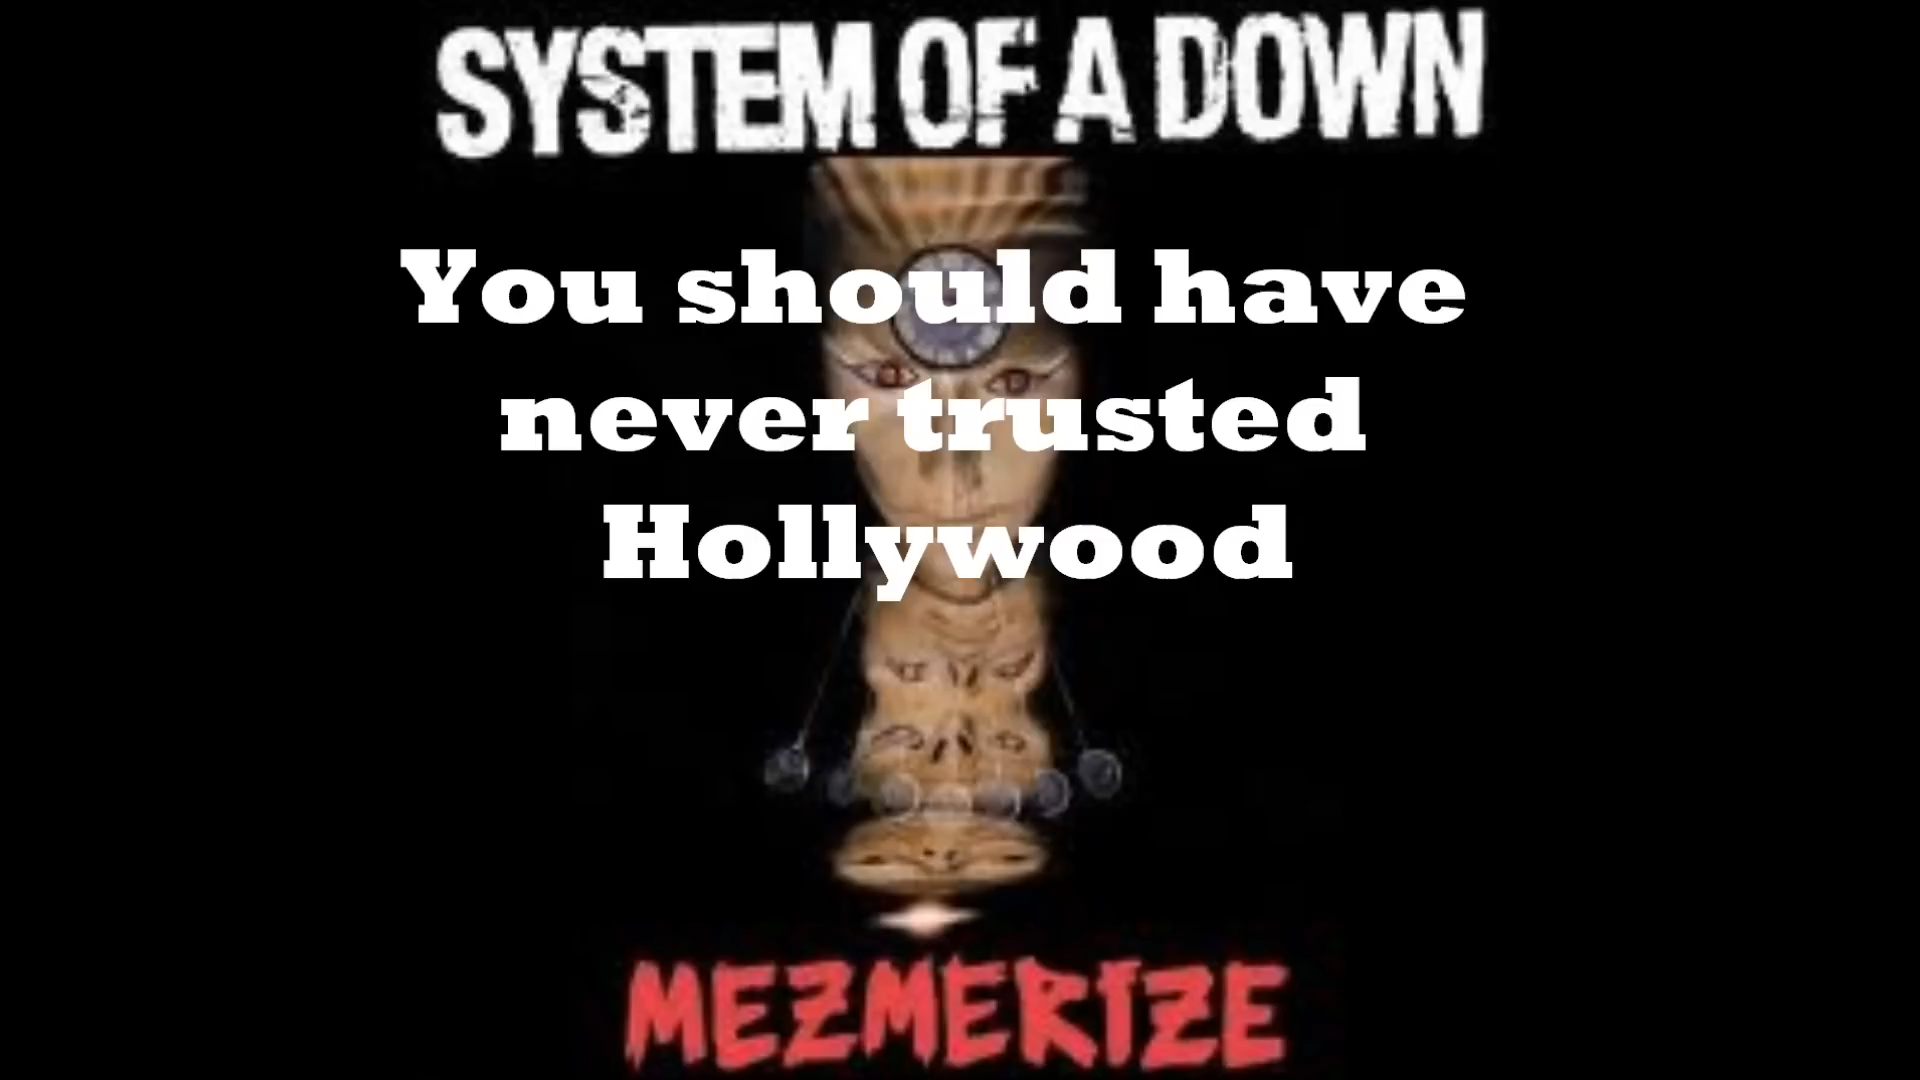 SYSTEM OF A DOWN
You should have
never trusted
Hollywood
MEZMERIZE